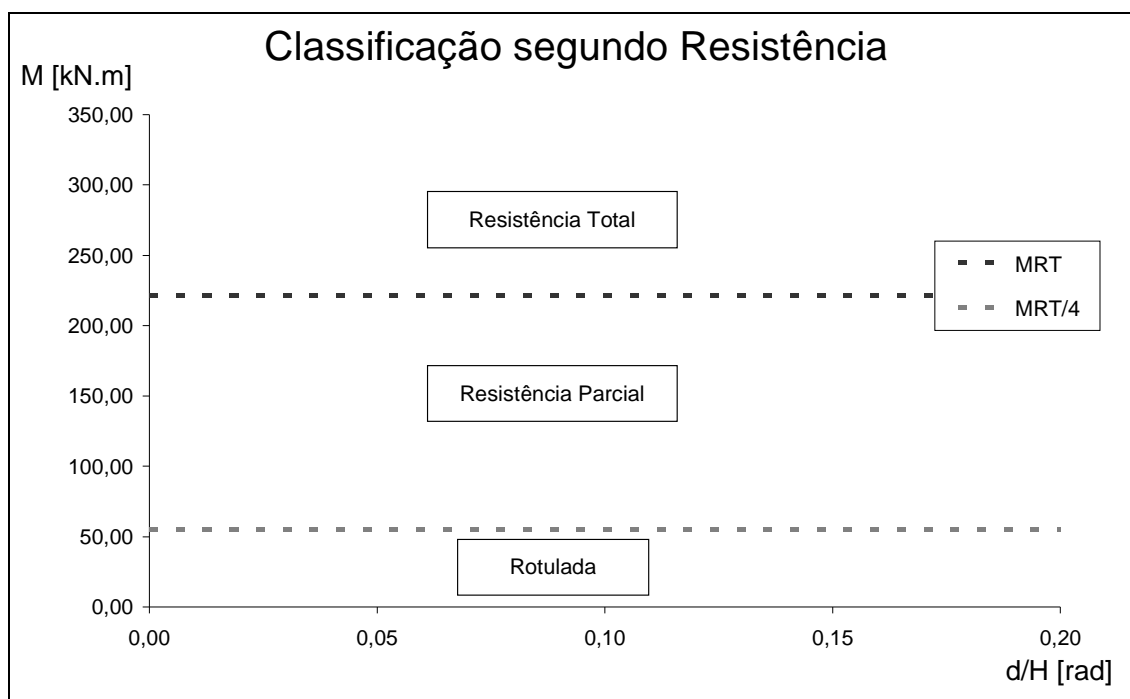 Classificação segundo Resistência
M [kN.m]
350,00
300,00
250,00
200,00
150,00
100,00
50,00
0,00
Resistência Total
Resistência Parcial
Rotulada
MRT
MRT/4
0,00 0,05 0,10 0,15 0,20
d/H [rad]